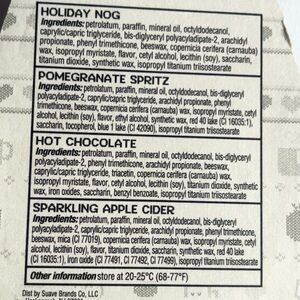 HOLIDAY NOG
Ingredients: petrolatum, paraffin, mineral oil, octyldodecanol,
caprylic/capric triglyceride, bis-diglyceryl
polyacyladipate-2, arachidyl
propionate, phenyl trimethicone, beeswax, copernicia cerifera (carnauba)
wax, isopropyl myristate, flavor, cetyl alcohol, lecithin (soy), saccharin,
titanium dioxide, synthetic wax, isopropyl titanium triisostearate
POMEGRANATE SPRITZ
Ingredients: petrolatum, paraffin, mineral oil, octyldodecanol, bis-diglyceryl
polyacyladipate-2, caprylic/capric triglyceride, arachidyl propionate, phenyl
trimethicone, beeswax, copernicia cerifera (carnauba) wax, isopropyl myristate, cetyl
alcohol, lecithin (soy), flavor, ethyl alcohol, synthetic wax, red 40 lake (CI 16035:1),
saccharin, tocopherol, blue 1 lake (CI 42090), isopropyl titanium triisostearate
HOT CHOCOLATE
Ingredients: petrolatum, paraffin, mineral oil, octyldodecanol, bis-diglyceryl
polyacyladipate-2, phenyl trimethicone, arachidyl propionate, beeswax,
caprylic/capric triglyceride, triacetin, copernicia cerifera (carnauba) wax,
isopropyl myristate, flavor, cetyl alcohol, lecithin (soy), titanium dioxide, synthetic
wax, iron oxides, saccharin, benzyl benzoate, isopropyl titanium triisostearate
SPARKLING APPLE CIDER
Ingredients: petrolatum, paraffin, mineral oil, octyldodecanol, bis-diglyceryl
polyacyladipate-2, caprylic/capric triglyceride, arachidyl propionate, phenyl trimethicone,
beeswax, mica (CI 77019), copernicia cerifera (carnauba) wax, isopropyl myristate, cetyl
alcohol, lecithin (soy), flavor, titanium dioxide, saccharin, synthetic wax, red 40 lake
(CI 16035:1), iron oxide (CI 77491, CI 77492, CI 77499), isopropyl titanium triisostearate
Other information store at 20-25°C (68-77°F)
Dist by Suave Brands Co, LLC